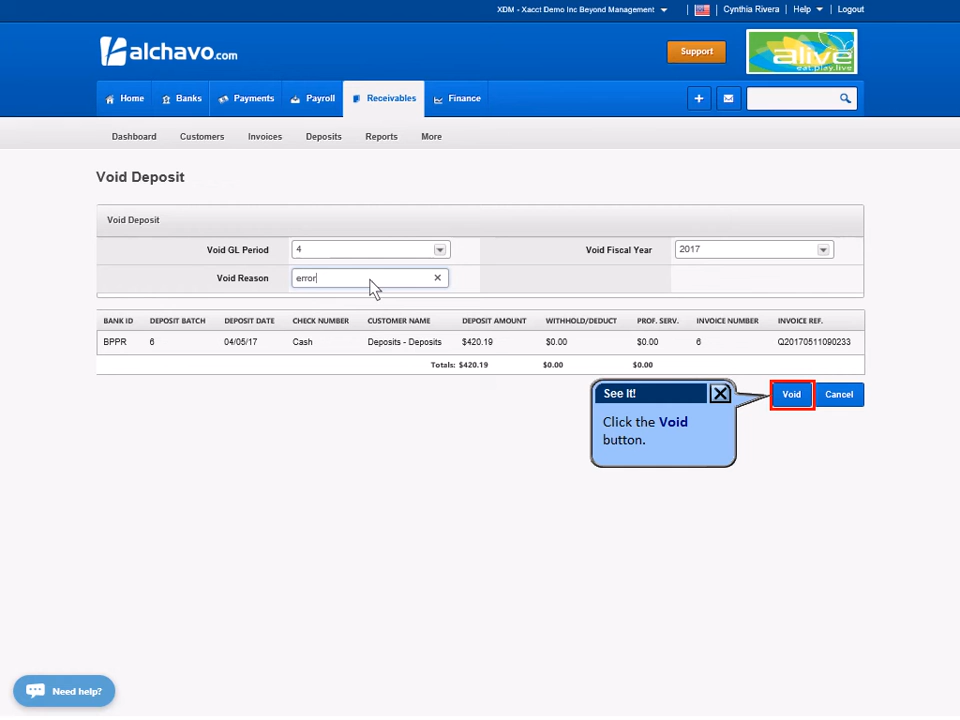 XDM - Xacct Demo Inc Beyond Management
Cynthia Rivera
Help
Logout
alchavo.com
Support
alive
eat.play.live
Home
Banks
Payments
Payroll
Receivables
Finance
+
Dashboard
Customers
Invoices
Deposits
Reports
More
Void Deposit
Void Deposit
Void GL Period
4
Void Fiscal Year
2017
Void Reason
error
BANK ID DEPOSIT BATCH DEPOSIT DATE CHECK NUMBER CUSTOMER NAME DEPOSIT AMOUNT WITHHOLD/DEDUCT PROF. SERV. INVOICE NUMBER INVOICE REF.
BPPR 6 04/05/17 Cash Deposits - Deposits $420.19 $0.00 $0.00 6 Q20170511090233
Totals: $420.19 $0.00 $0.00
See It!
Click the Void
button.
Void
Cancel
Need help?